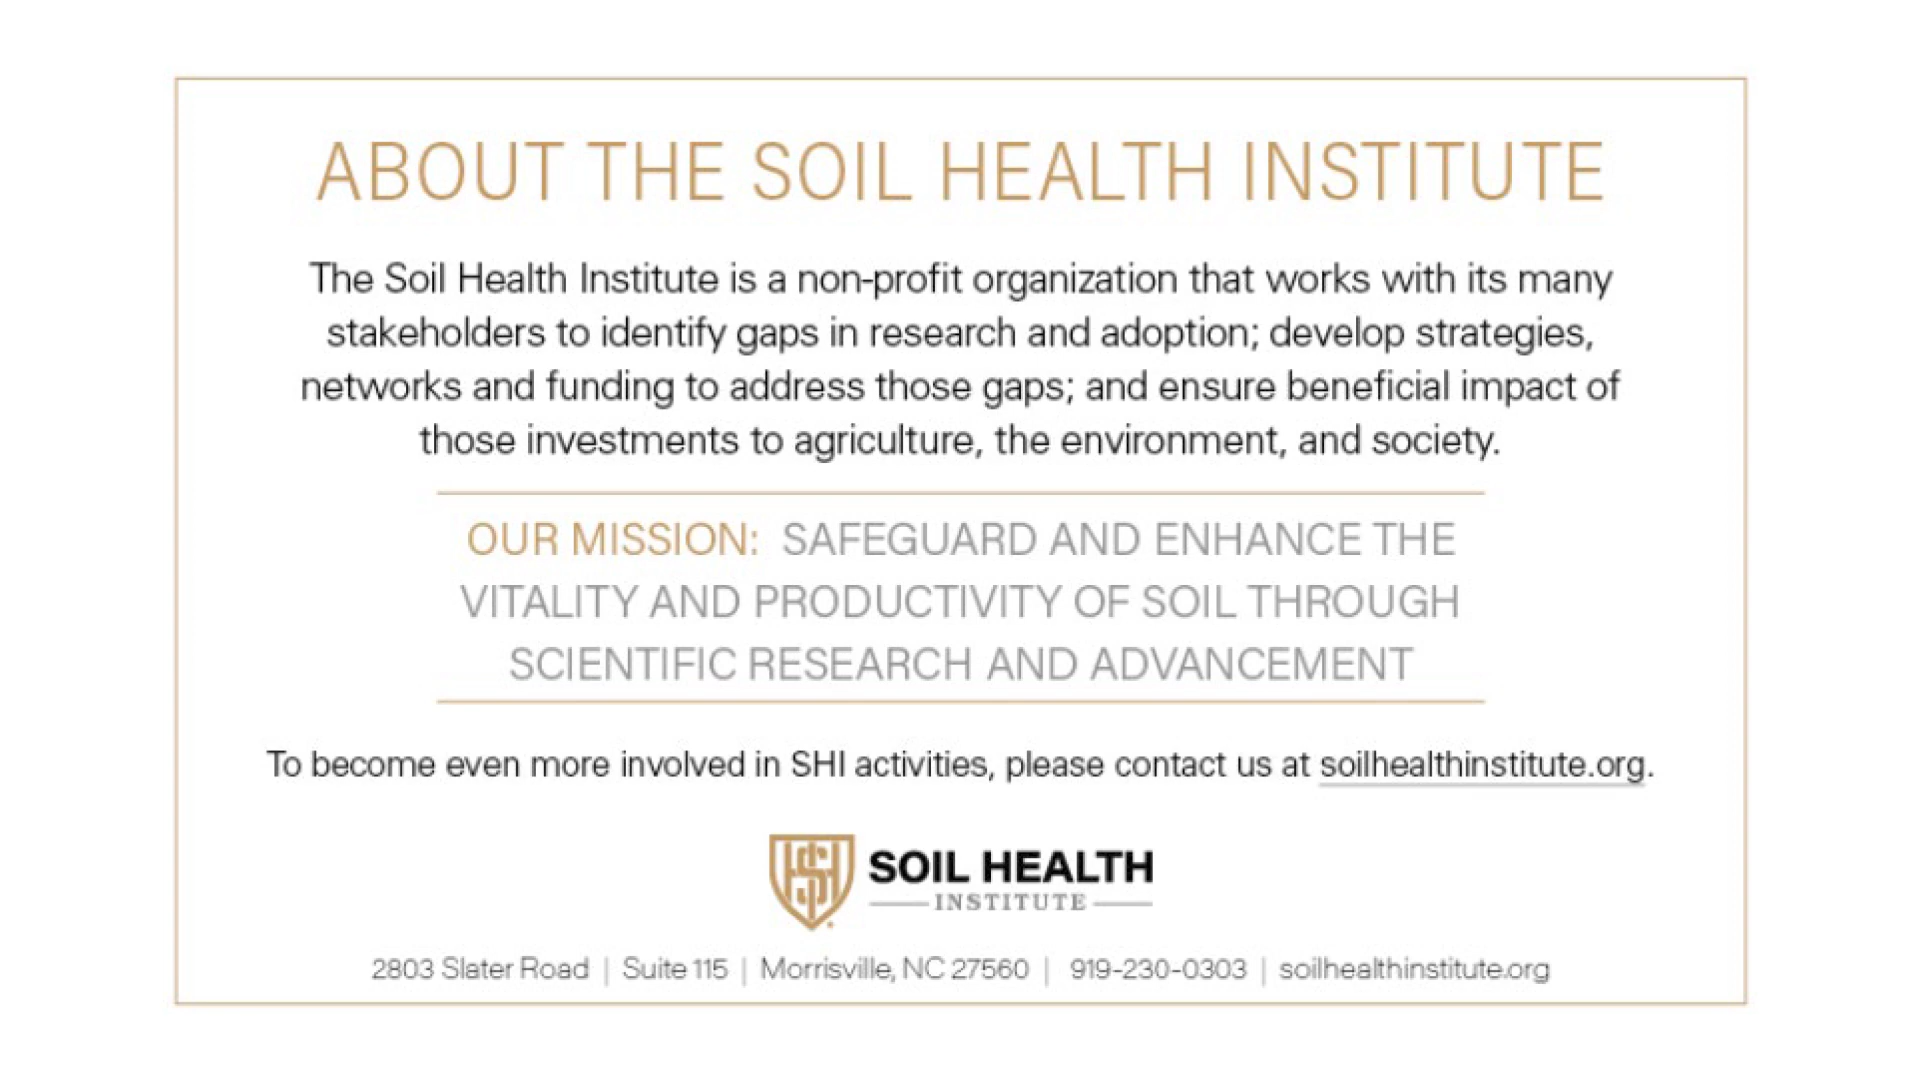 ABOUT THE SOIL HEALTH INSTITUTE
The Soil Health Institute is a non-profit organization that works with its many
stakeholders to identify gaps in research and adoption; develop strategies,
networks and funding to address those gaps; and ensure beneficial impact of
those investments to agriculture, the environment, and society.
OUR MISSION: SAFEGUARD AND ENHANCE THE
VITALITY AND PRODUCTIVITY OF SOIL THROUGH
SCIENTIFIC RESEARCH AND ADVANCEMENT
To become even more involved in SHI activities, please contact us at soilhealthinstitute.org.
SHI
SOIL HEALTH
INSTITUTE
2803 Slater Road | Suite 115 | Morrisville, NC 27560 | 919-230-0303 | soilhealthinstitute.org